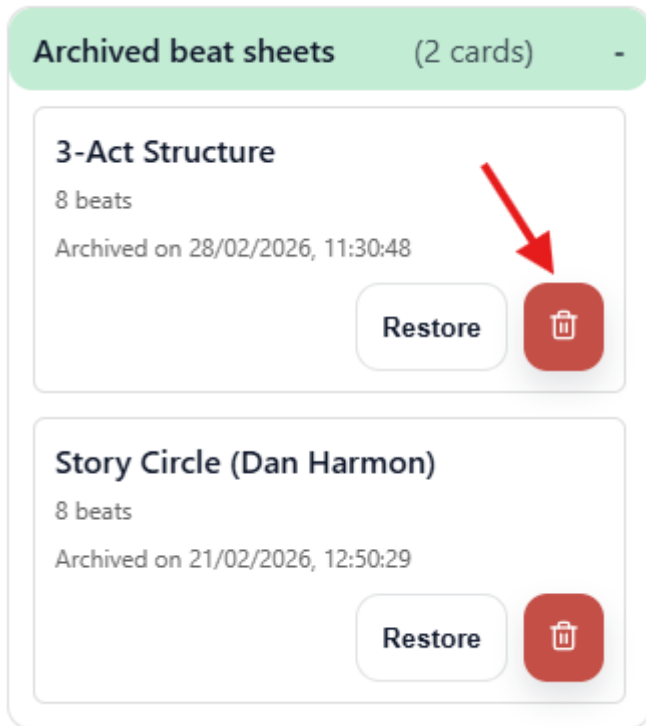 Archived beat sheets (2 cards) -
3-Act Structure
8 beats
Archived on 28/02/2026, 11:30:48
Restore
Story Circle (Dan Harmon)
8 beats
Archived on 21/02/2026, 12:50:29
Restore